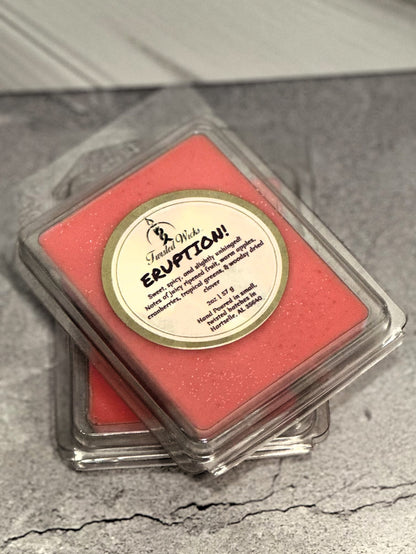 Twisted Wicks
ERUPTION!
Sweet, spicy, and slightly unhinged!
Notes of juicy ripened fruit, warm apples,
cranberries, tropical greens, & woodsy dried
clover
2oz | 57 g
Hand Poured in small,
twisted batches in
Hartselle, AL 35640